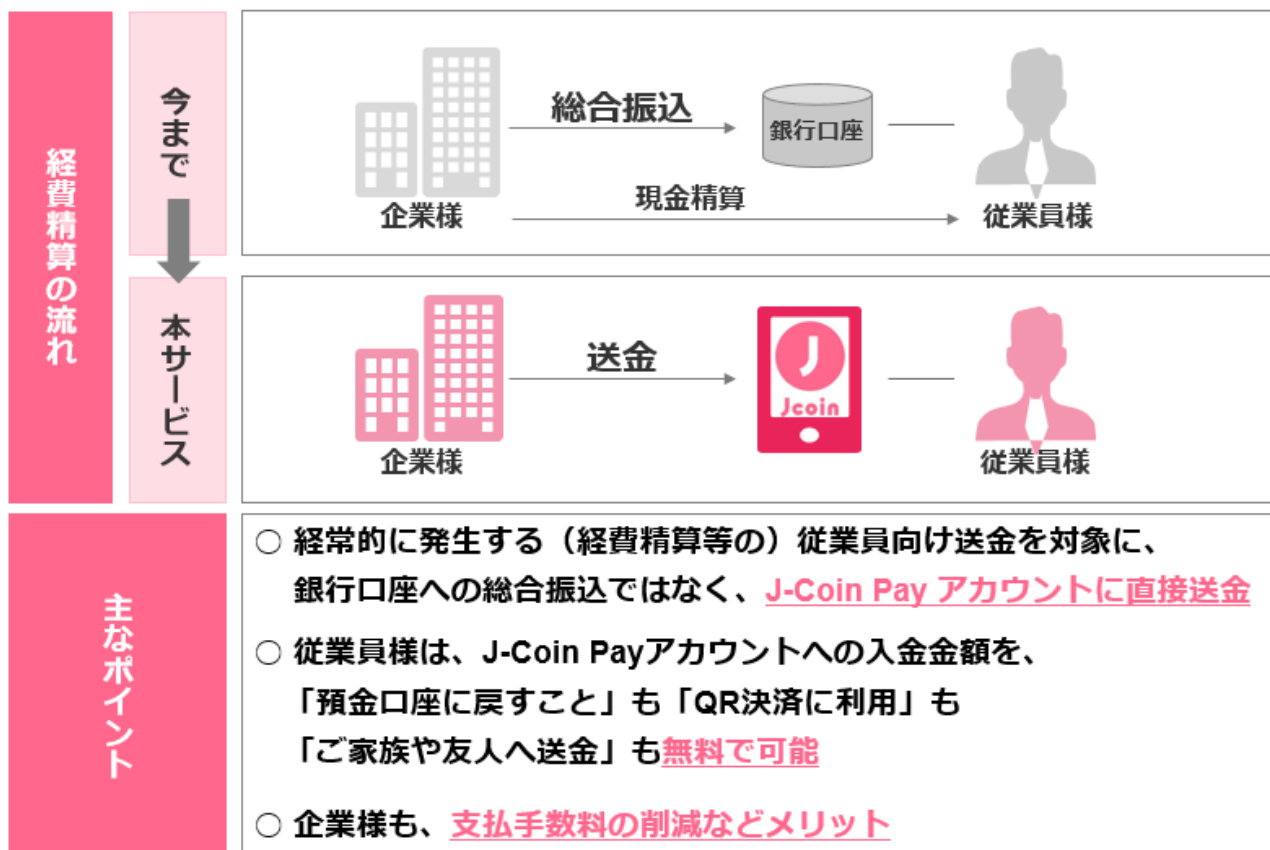 経費精算の流れ
今まで
総合振込
銀行口座
現金精算
企業様
従業員様
本サービス
送金
J
Jcoin
企業様
従業員様
主なポイント
○ 経常的に発生する（経費精算等の）従業員向け送金を対象に、
銀行口座への総合振込ではなく、J-Coin Pay アカウントに直接送金
○ 従業員様は、J-Coin Payアカウントへの入金金額を、
「預金口座に戻すこと」も「QR決済に利用」も
「ご家族や友人へ送金」も無料で可能
○ 企業様も、支払手数料の削減などメリット